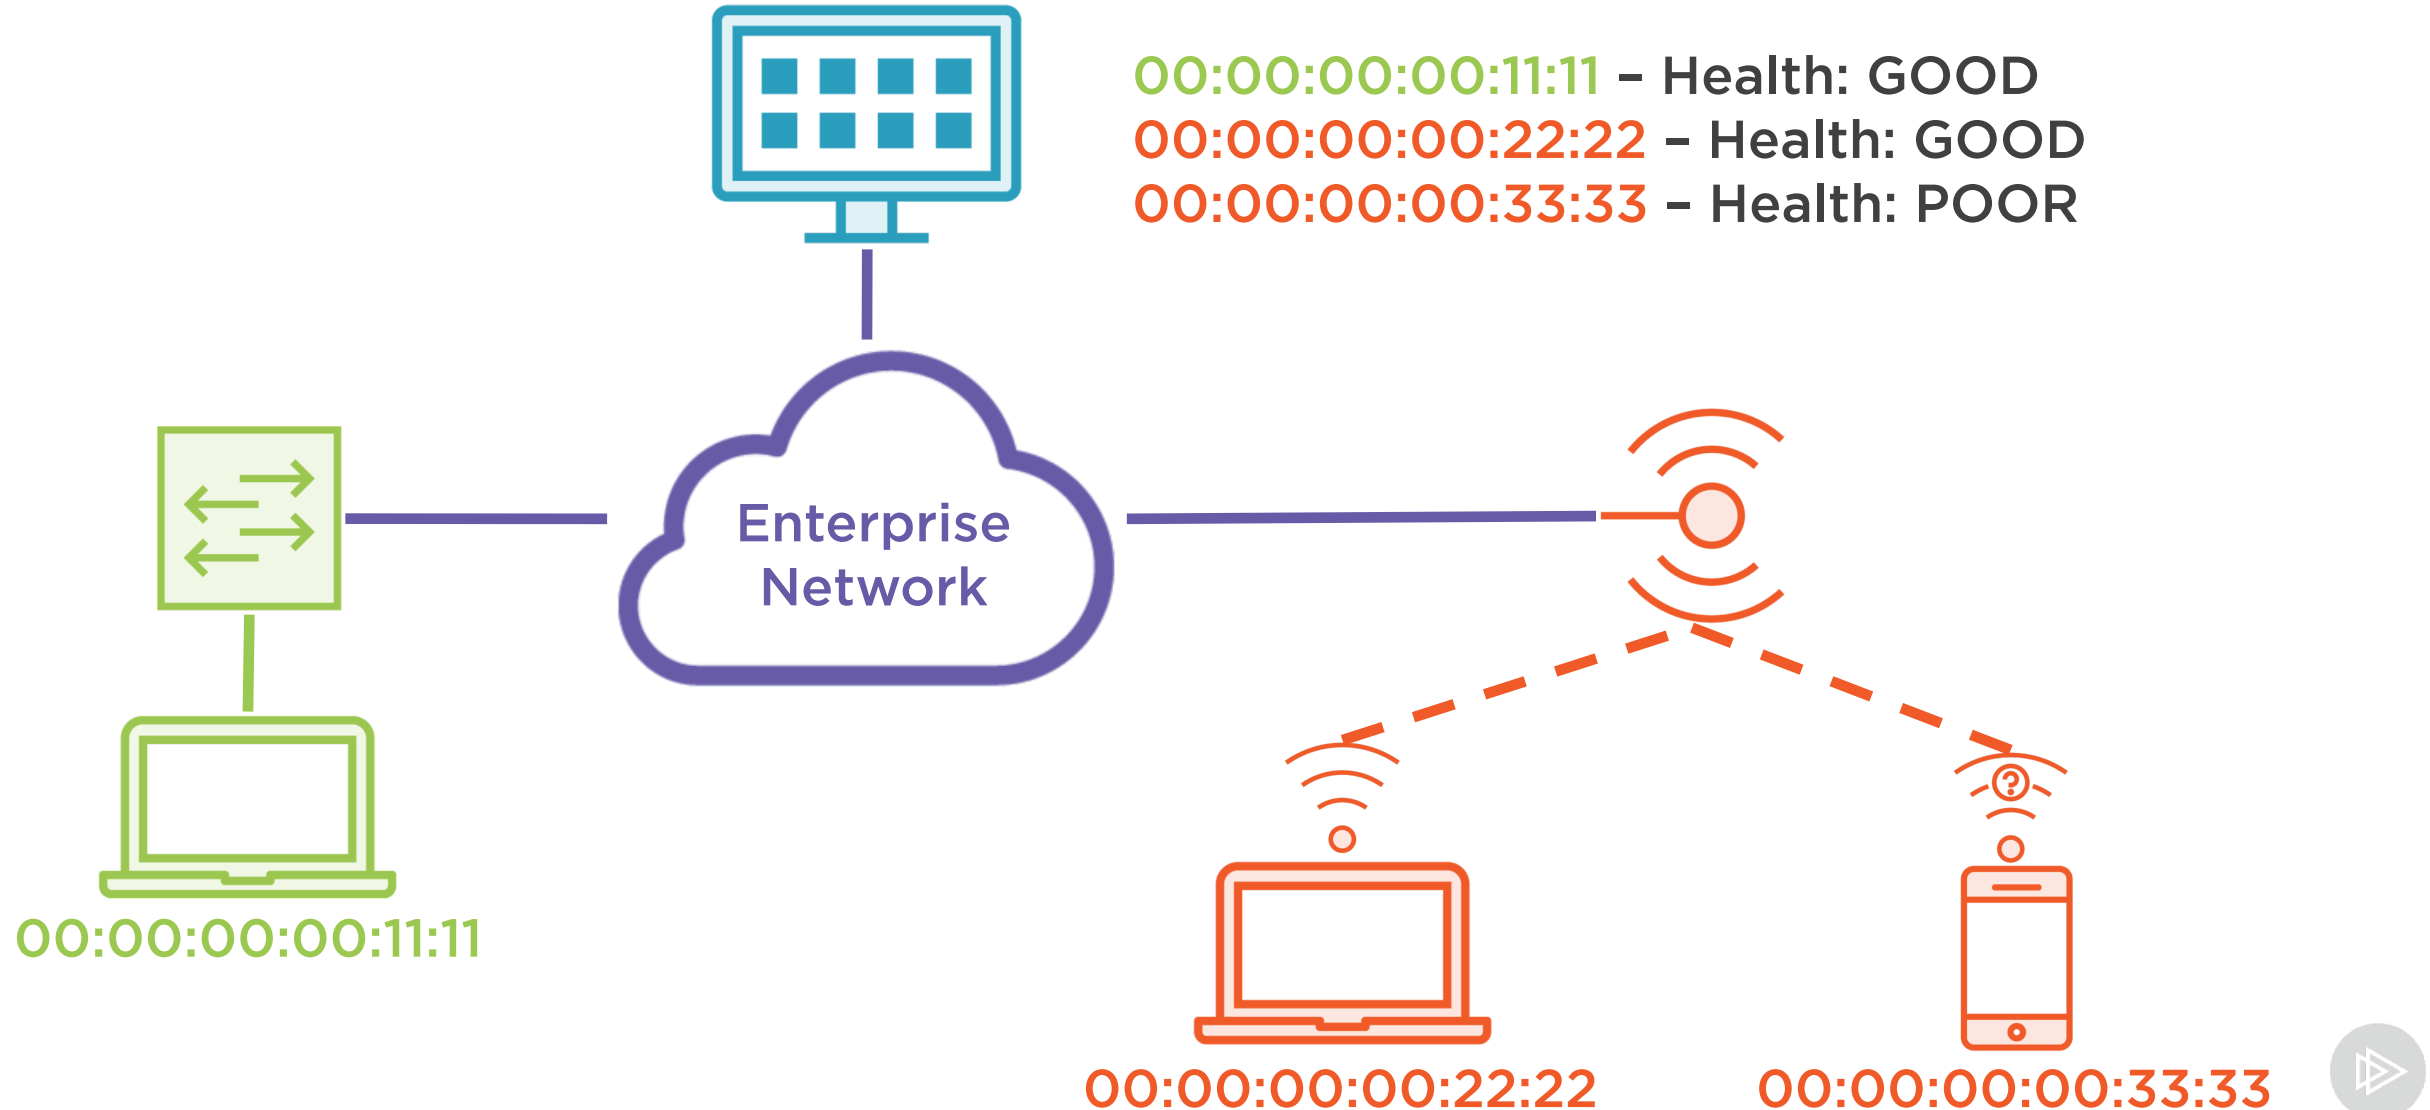 00:00:00:00:11:11 – Health: GOOD
00:00:00:00:22:22 – Health: GOOD
00:00:00:00:33:33 – Health: POOR
Enterprise
Network
?
00:00:00:00:11:11
00:00:00:00:22:22
00:00:00:00:33:33